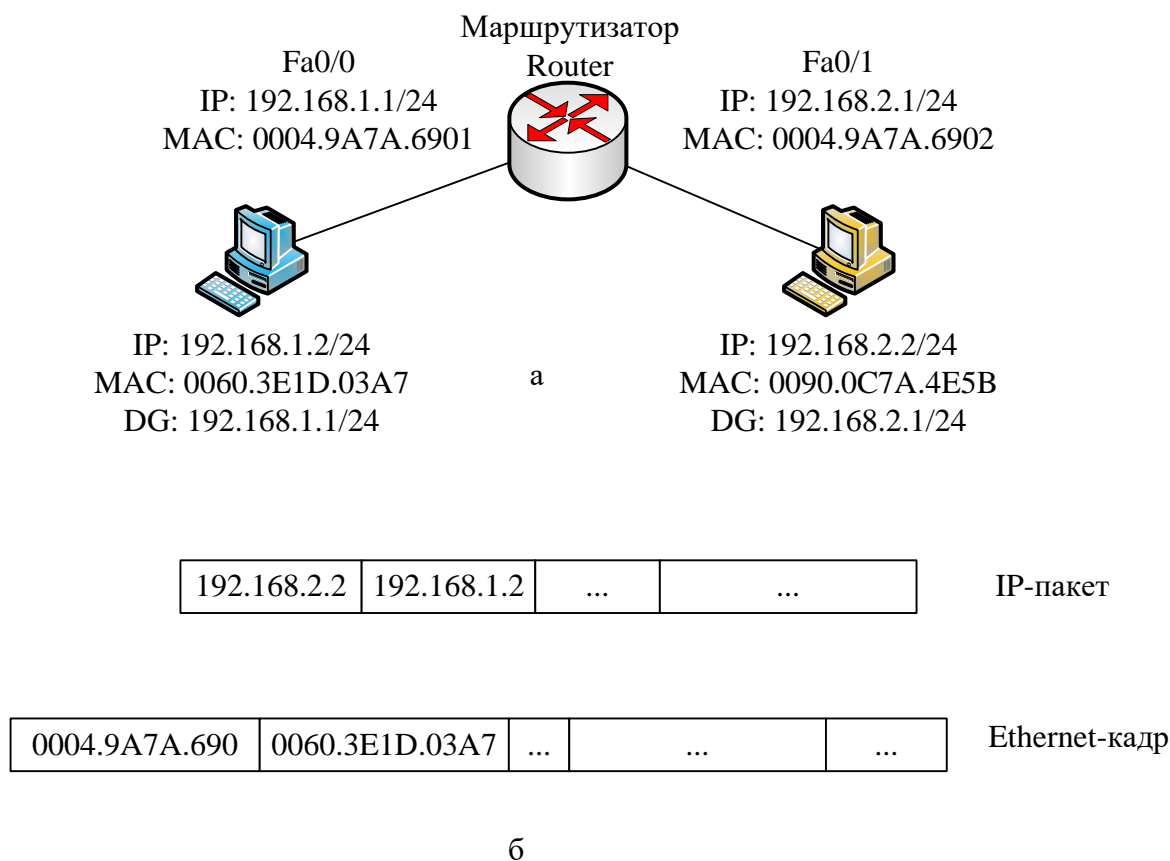 Маршрутизатор
Router
Fa0/0
IP: 192.168.1.1/24
MAC: 0004.9A7A.6901
Fa0/1
IP: 192.168.2.1/24
MAC: 0004.9A7A.6902
IP: 192.168.1.2/24
MAC: 0060.3E1D.03A7
DG: 192.168.1.1/24
а
IP: 192.168.2.2/24
MAC: 0090.0C7A.4E5B
DG: 192.168.2.1/24
192.168.2.2 192.168.1.2 ... ... IP-пакет
0004.9A7A.690 0060.3E1D.03A7 ... ... ... Ethernet-кадр
б